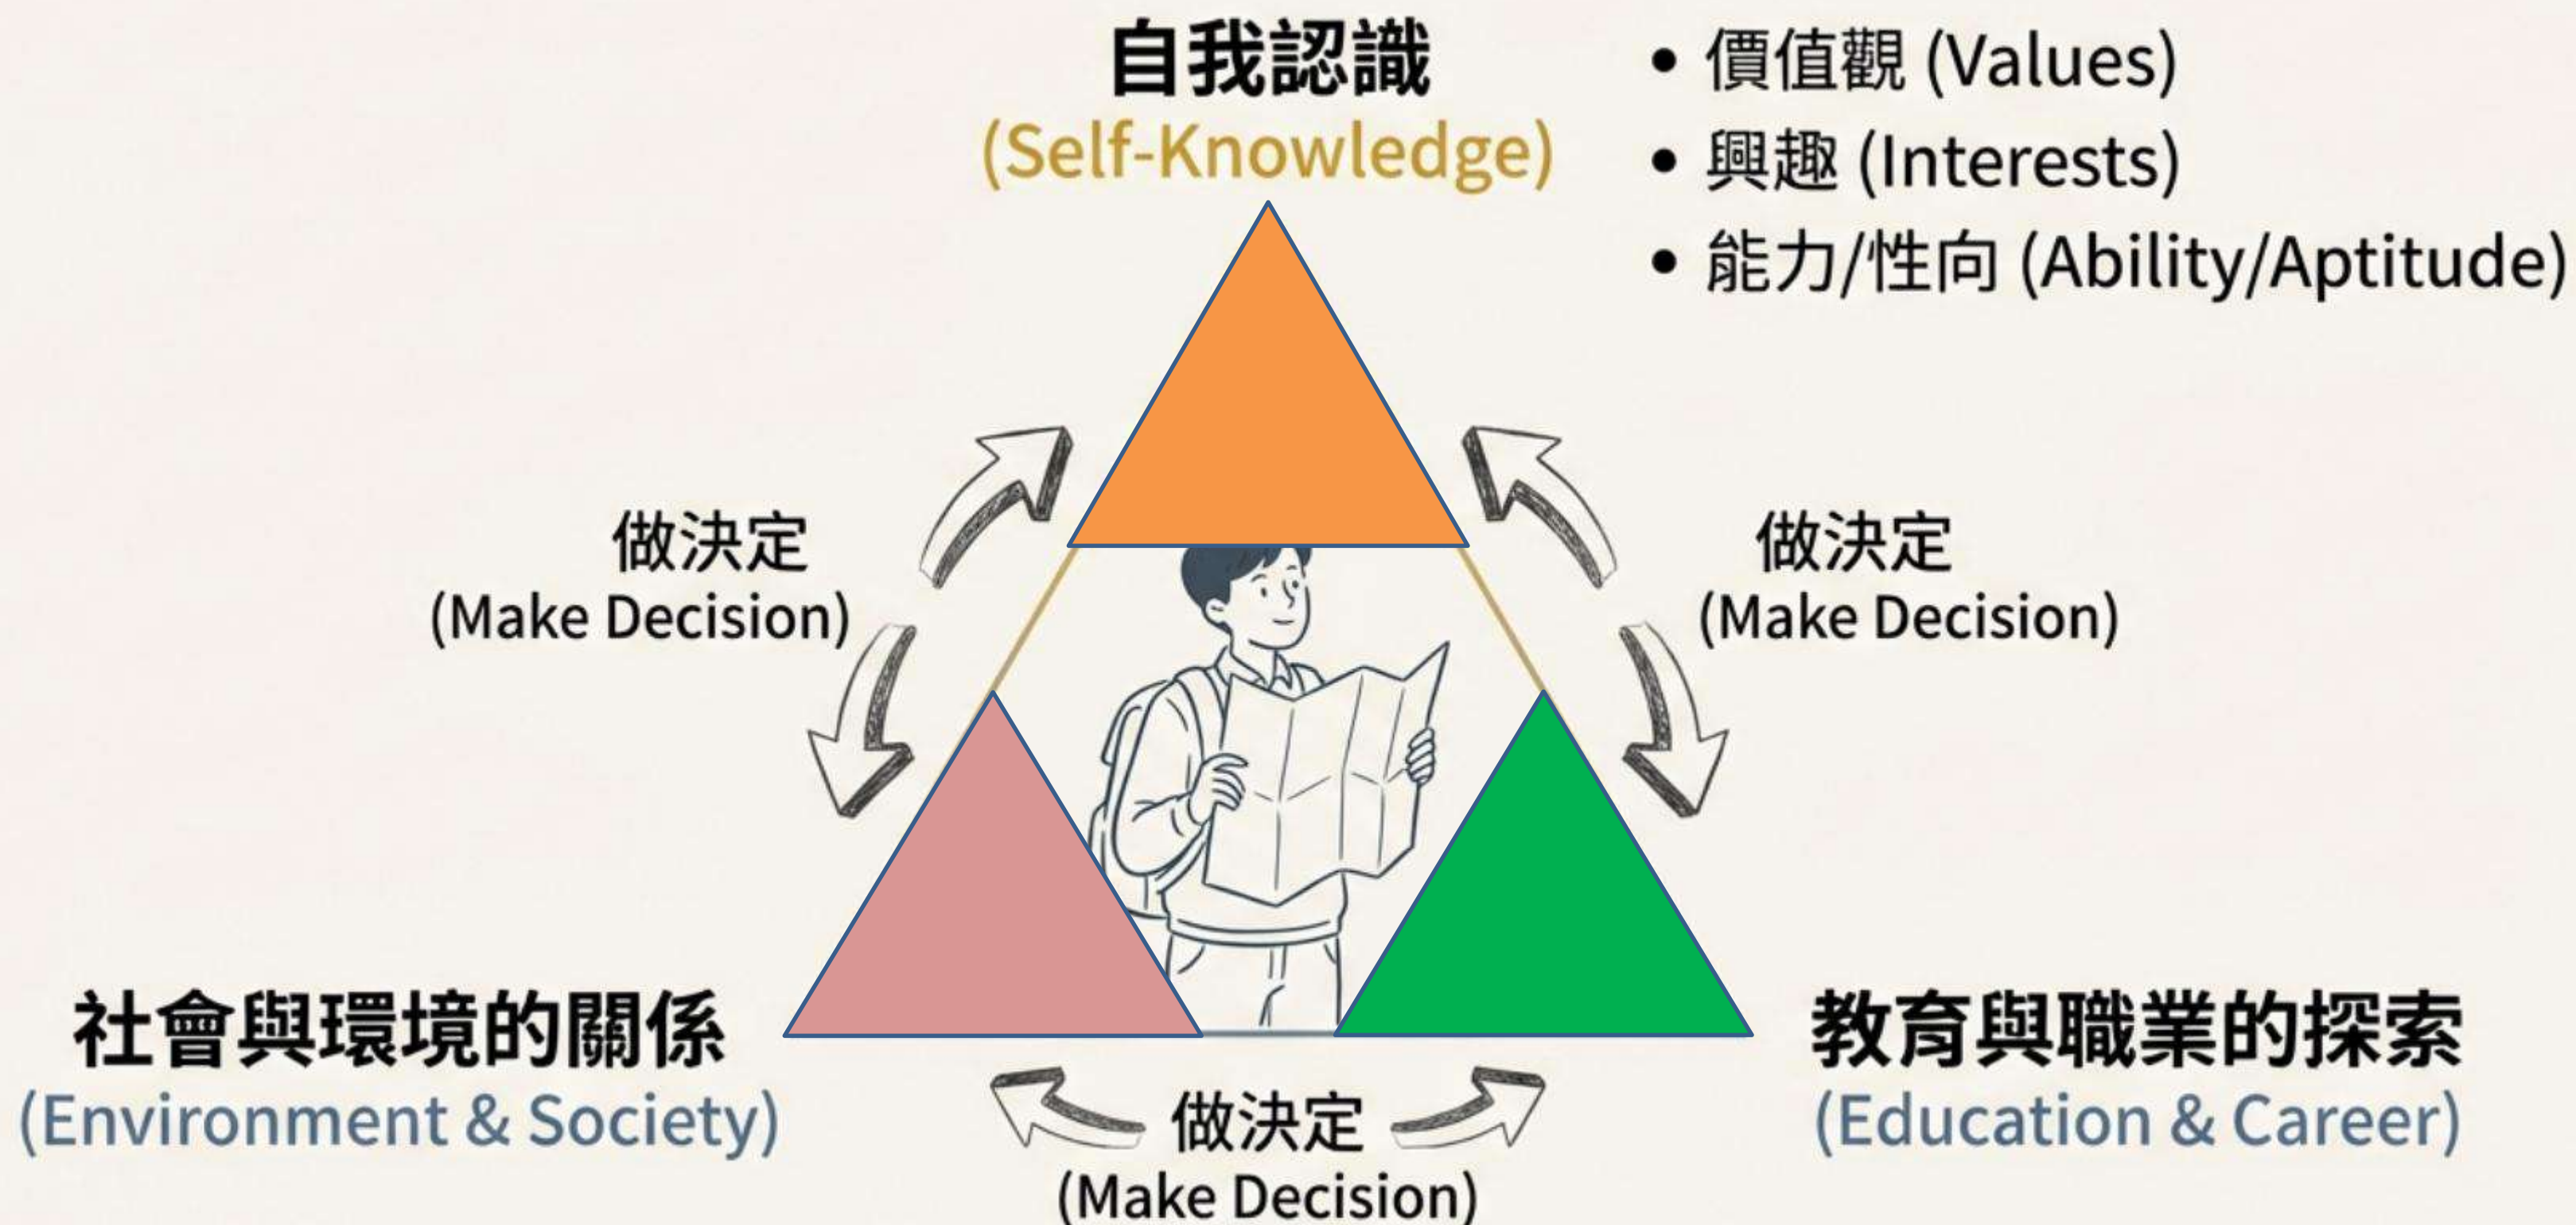 自我認識
(Self-Knowledge)
• 價值觀 (Values)
• 興趣 (Interests)
• 能力/性向 (Ability/Aptitude)
做決定
(Make Decision)
做決定
(Make Decision)
社會與環境的關係
(Environment & Society)
教育與職業的探索
(Education & Career)
做決定
(Make Decision)